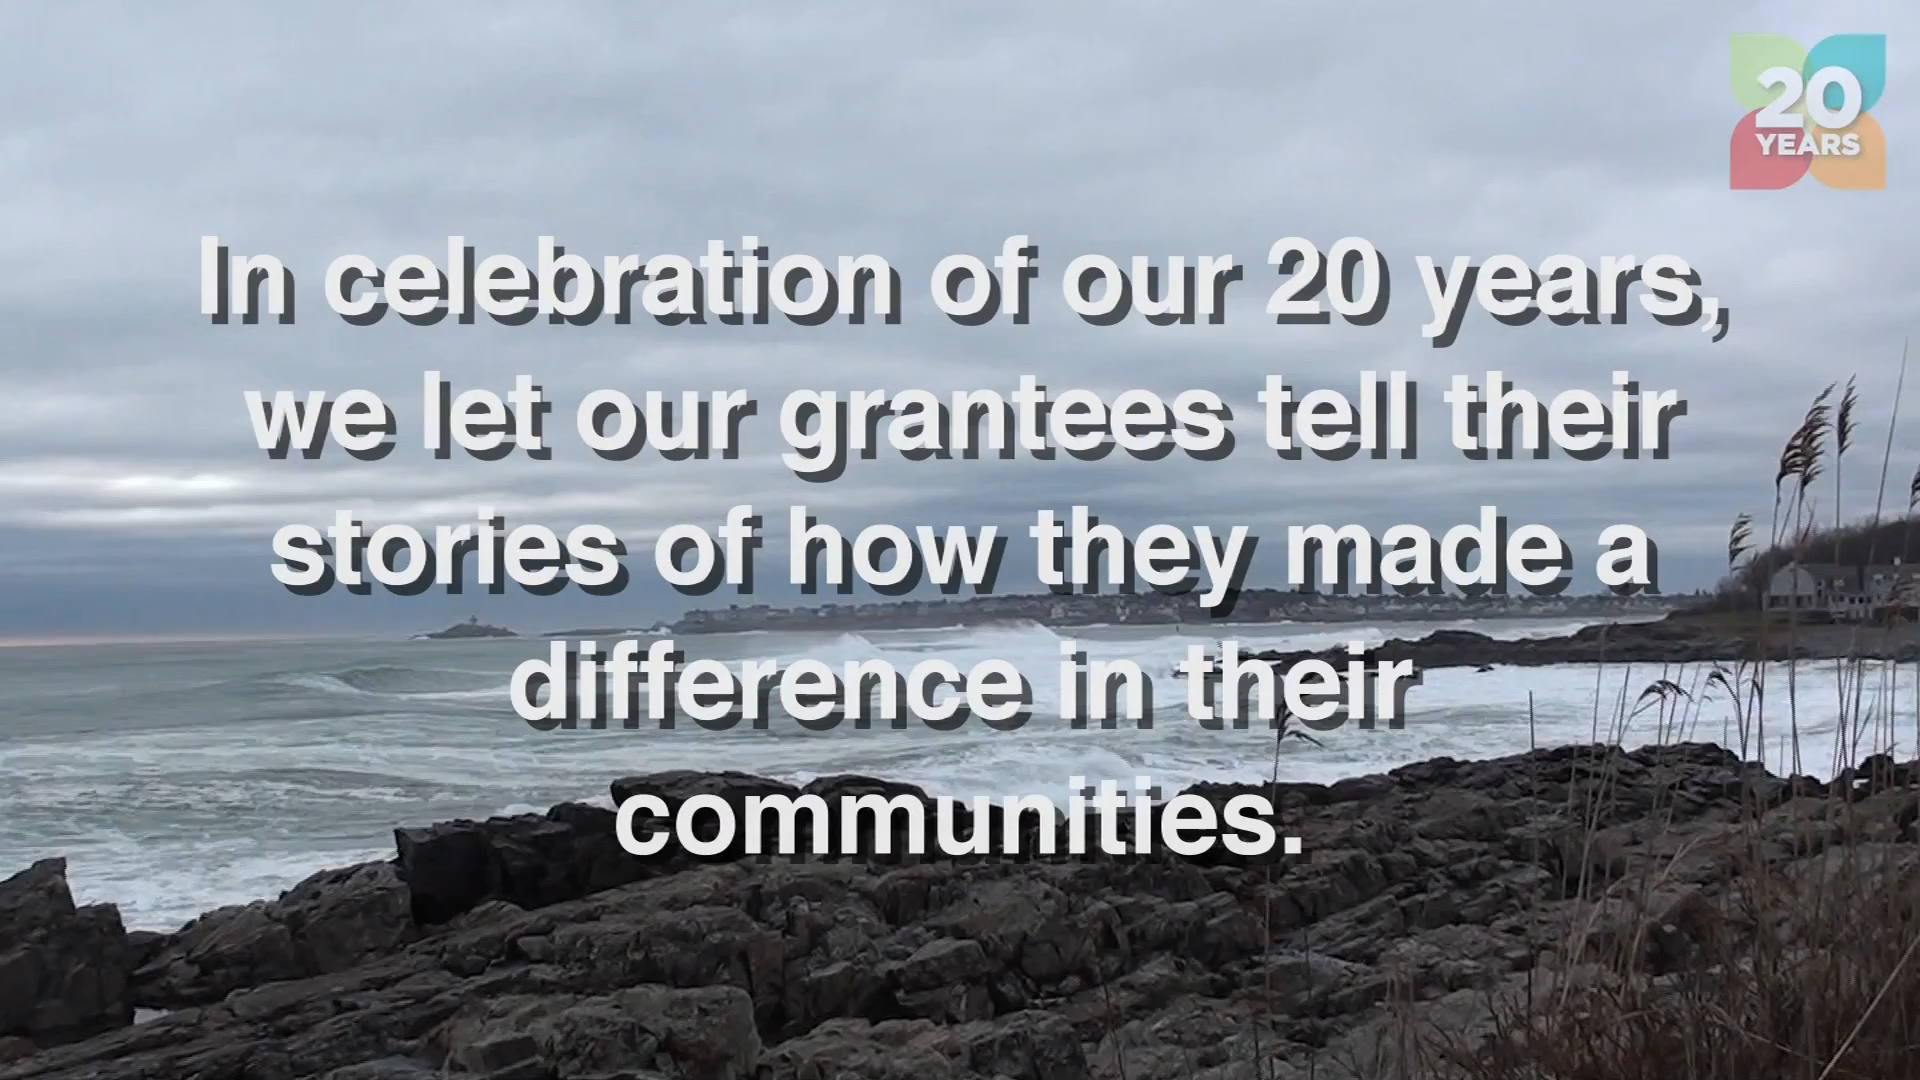 20
YEARS
In celebration of our 20 years,
we let our grantees tell their
stories of how they made a
difference in their
communities.